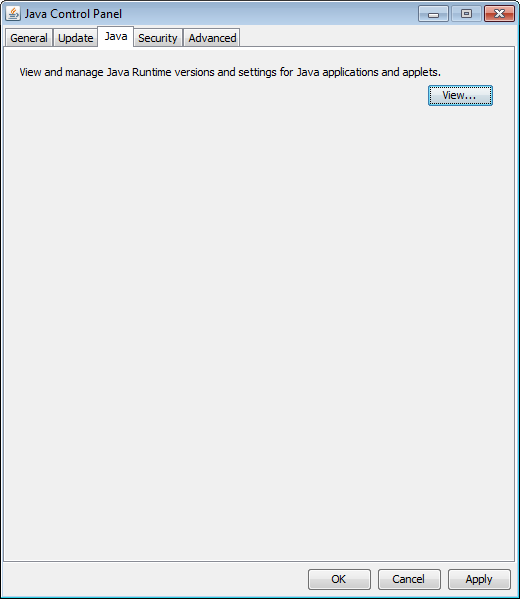 Java Control Panel
General Update Java Security Advanced
View and manage Java Runtime versions and settings for Java applications and applets.
View...
OK Cancel Apply